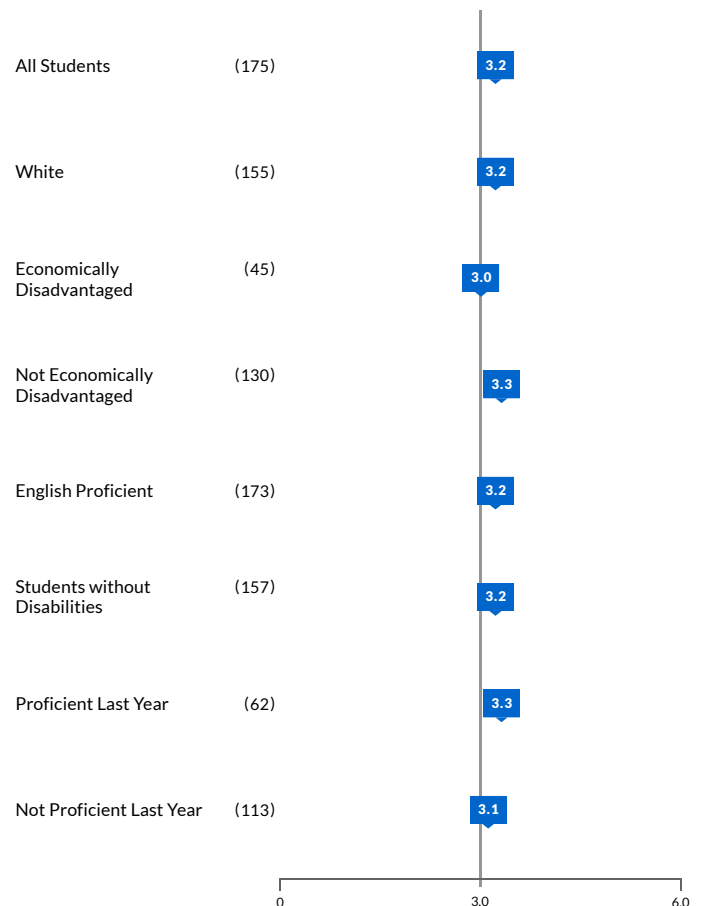 All Students (175) 3.2
White (155) 3.2
Economically (45) 3.0
Disadvantaged
Not Economically (130) 3.3
Disadvantaged
English Proficient (173) 3.2
Students without (157) 3.2
Disabilities
Proficient Last Year (62) 3.3
Not Proficient Last Year (113) 3.1
0 3.0 6.0